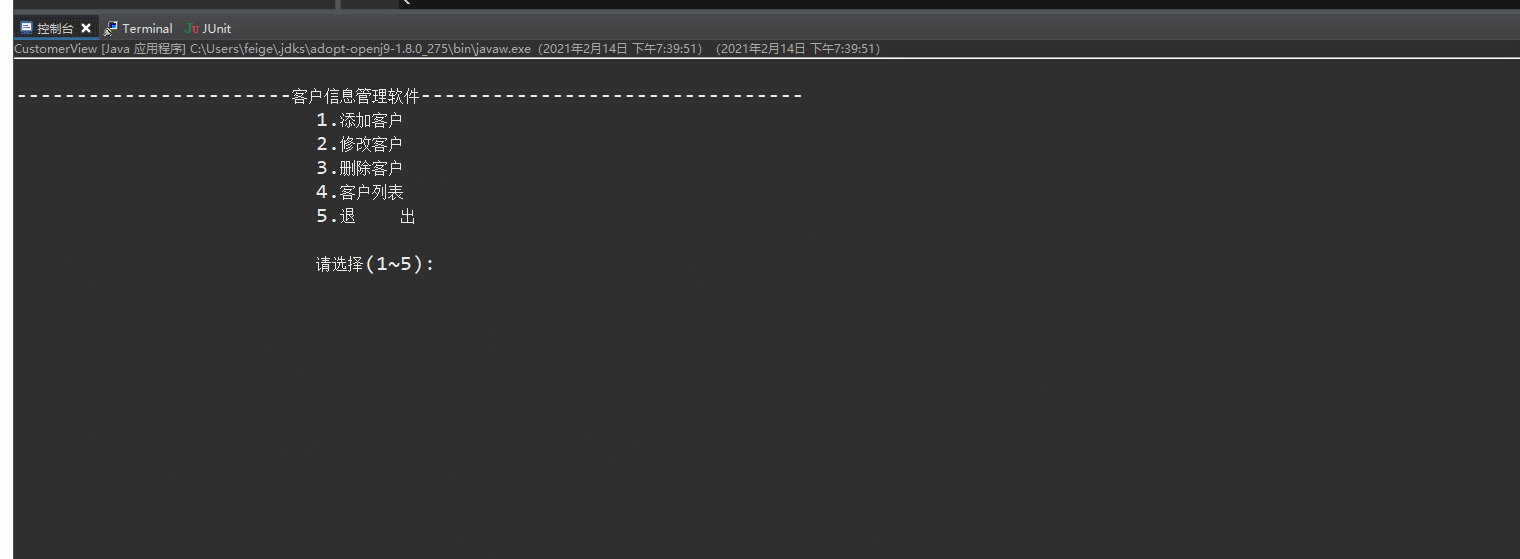 控制台 Terminal Ju JUnit
CustomerView [Java 应用程序] C:\Users\feige\.jdks\adopt-openj9-1.8.0_275\bin\javaw.exe (2021年2月14日 下午7:39:51) (2021年2月14日 下午7:39:51)
-----------------------客户信息管理软件--------------------------------
1.添加客户
2.修改客户
3.删除客户
4.客户列表
5.退    出
请选择(1~5):